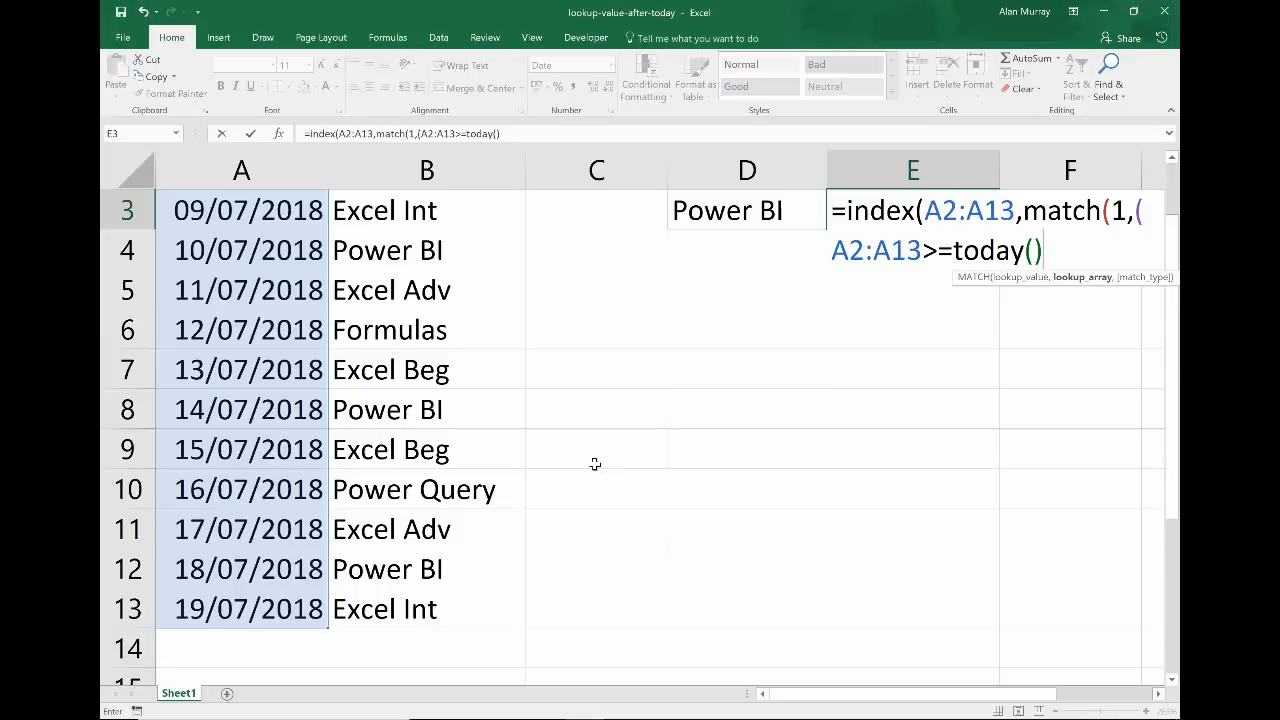 lookup-value-after-today - Excel
Alan Murray
File Home Insert Draw Page Layout Formulas Data Review View Developer Tell me what you want to do Share
Cut
Copy
Format Painter
Paste
Clipboard
11
B I U
Font
Wrap Text
Merge & Center
Alignment
Date
%
Number
Conditional Formatting
Format as Table
Normal Bad
Good Neutral
Styles
Insert Delete Format
Cells
AutoSum
Fill
Clear
Sort & Filter
Find & Select
Editing
E3 fx =index(A2:A13,match(1,(A2:A13>=today()
A B C D E F
3 09/07/2018 Excel Int Power BI =index(A2:A13,match(1,(
4 10/07/2018 Power BI A2:A13>=today()
MATCH(lookup_value, lookup_array, [match_type])
5 11/07/2018 Excel Adv
6 12/07/2018 Formulas
7 13/07/2018 Excel Beg
8 14/07/2018 Power BI
9 15/07/2018 Excel Beg
10 16/07/2018 Power Query
11 17/07/2018 Excel Adv
12 18/07/2018 Power BI
13 19/07/2018 Excel Int
14
Sheet1
Enter